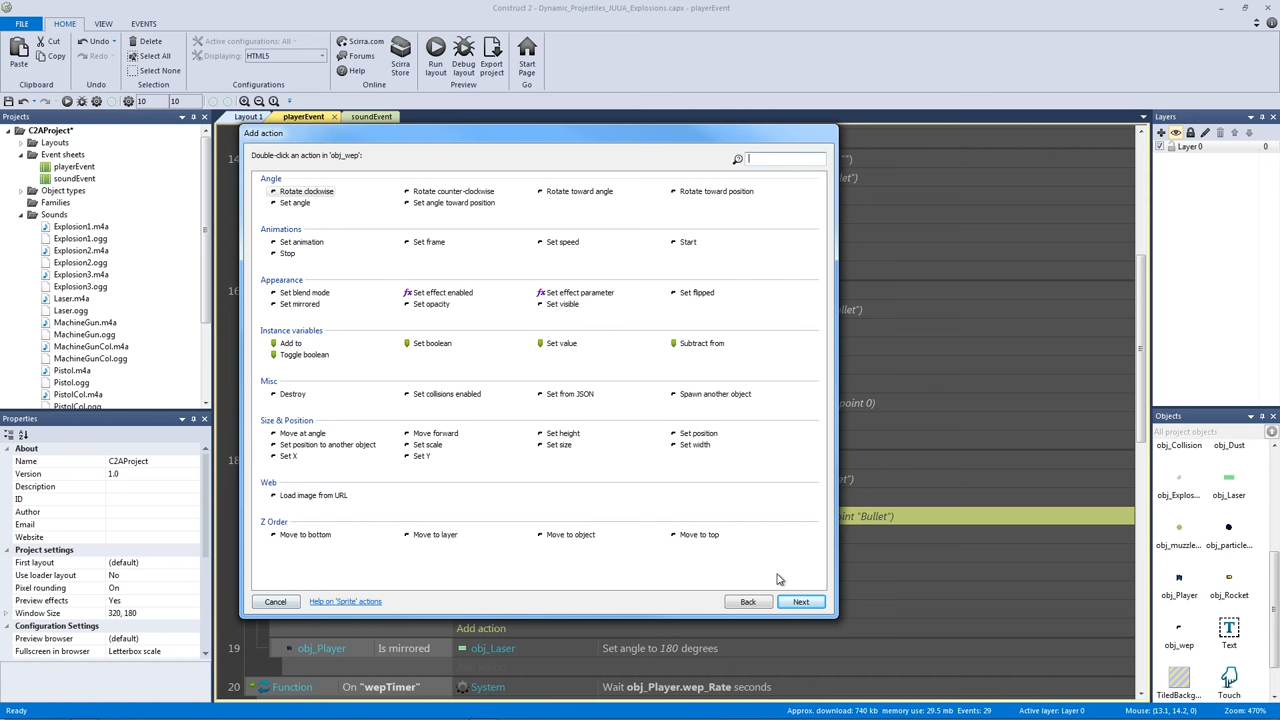 Construct 2 - Dynamic_Projectiles_JUUA_Explosions.capx - playerEvent
FILE HOME VIEW EVENTS
Paste Cut Copy Clipboard
Undo Redo Undo
Delete Select All Select None Selection
Active configurations: All
Displaying: HTML5
Configurations
Scirra.com Forums Help Scirra Store Online
Run layout Debug layout Export project Preview
Start Page Go
10 10
Projects
C2AProject*
Layouts
Event sheets
playerEvent
soundEvent
Object types
Families
Sounds
Explosion1.m4a
Explosion1.ogg
Explosion2.m4a
Explosion2.ogg
Explosion3.m4a
Explosion3.ogg
Laser.m4a
Laser.ogg
MachineGun.m4a
MachineGun.ogg
MachineGunCol.m4a
MachineGunCol.ogg
Pistol.m4a
Pistol.ogg
PistolCol.m4a
PistolCol.ogg
Properties
About
Name C2AProject
Version 1.0
Description
ID
Author
Email
Website
Project settings
First layout (default)
Use loader layout No
Pixel rounding On
Preview effects Yes
Window Size 320, 180
Configuration Settings
Preview browser (default)
Fullscreen in browser Letterbox scale
Layout 1 playerEvent soundEvent
Add action
Double-click an action in 'obj_wep':
Angle
Rotate clockwise Rotate counter-clockwise Rotate toward angle Rotate toward position
Set angle Set angle toward position
Animations
Set animation Set frame Set speed Start
Stop
Appearance
Set blend mode Set effect enabled Set effect parameter Set flipped
Set mirrored Set opacity Set visible
Instance variables
Add to Set boolean Set value Subtract from
Toggle boolean
Misc
Destroy Set collisions enabled Set from JSON Spawn another object
Size & Position
Move at angle Move forward Set height Set position
Set position to another object Set scale Set size Set width
Set X Set Y
Web
Load image from URL
Z Order
Move to bottom Move to layer Move to object Move to top
Cancel Help on 'Sprite' actions Back Next
14
"")
let")
16
llet")
point 0)
18
et")
int "Bullet")
Add action
19 obj_Player Is mirrored obj_Laser Set angle to 180 degrees
20 Function On "wepTimer" System Wait obj_Player.wep_Rate seconds
Layers
Layer 0 0
Objects
All project objects
obj_Collision obj_Dust
obj_Explos... obj_Laser
obj_muzzle... obj_particle...
obj_Player obj_Rocket
obj_wep Text
TiledBackg... Touch
Ready Approx. download: 740 kb memory use: 29.5 mb Events: 29 Active layer: Layer 0 Mouse: (13.1, 14.2, 0) Zoom: 470%